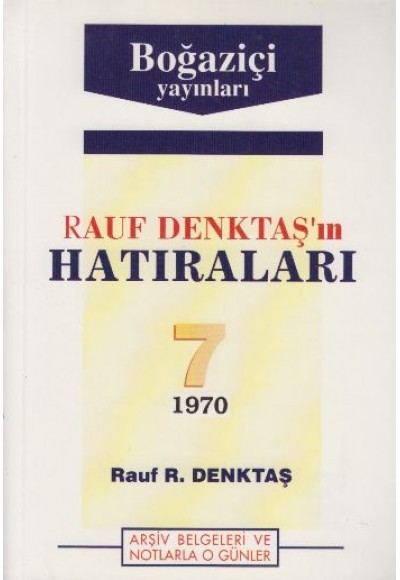 Boğaziçi
yayınları
RAUF DENKTAŞ'ın
HATIRALARI
7
1970
Rauf R. DENKTAŞ
ARŞİV BELGELERİ VE
NOTLARLA O GÜNLER